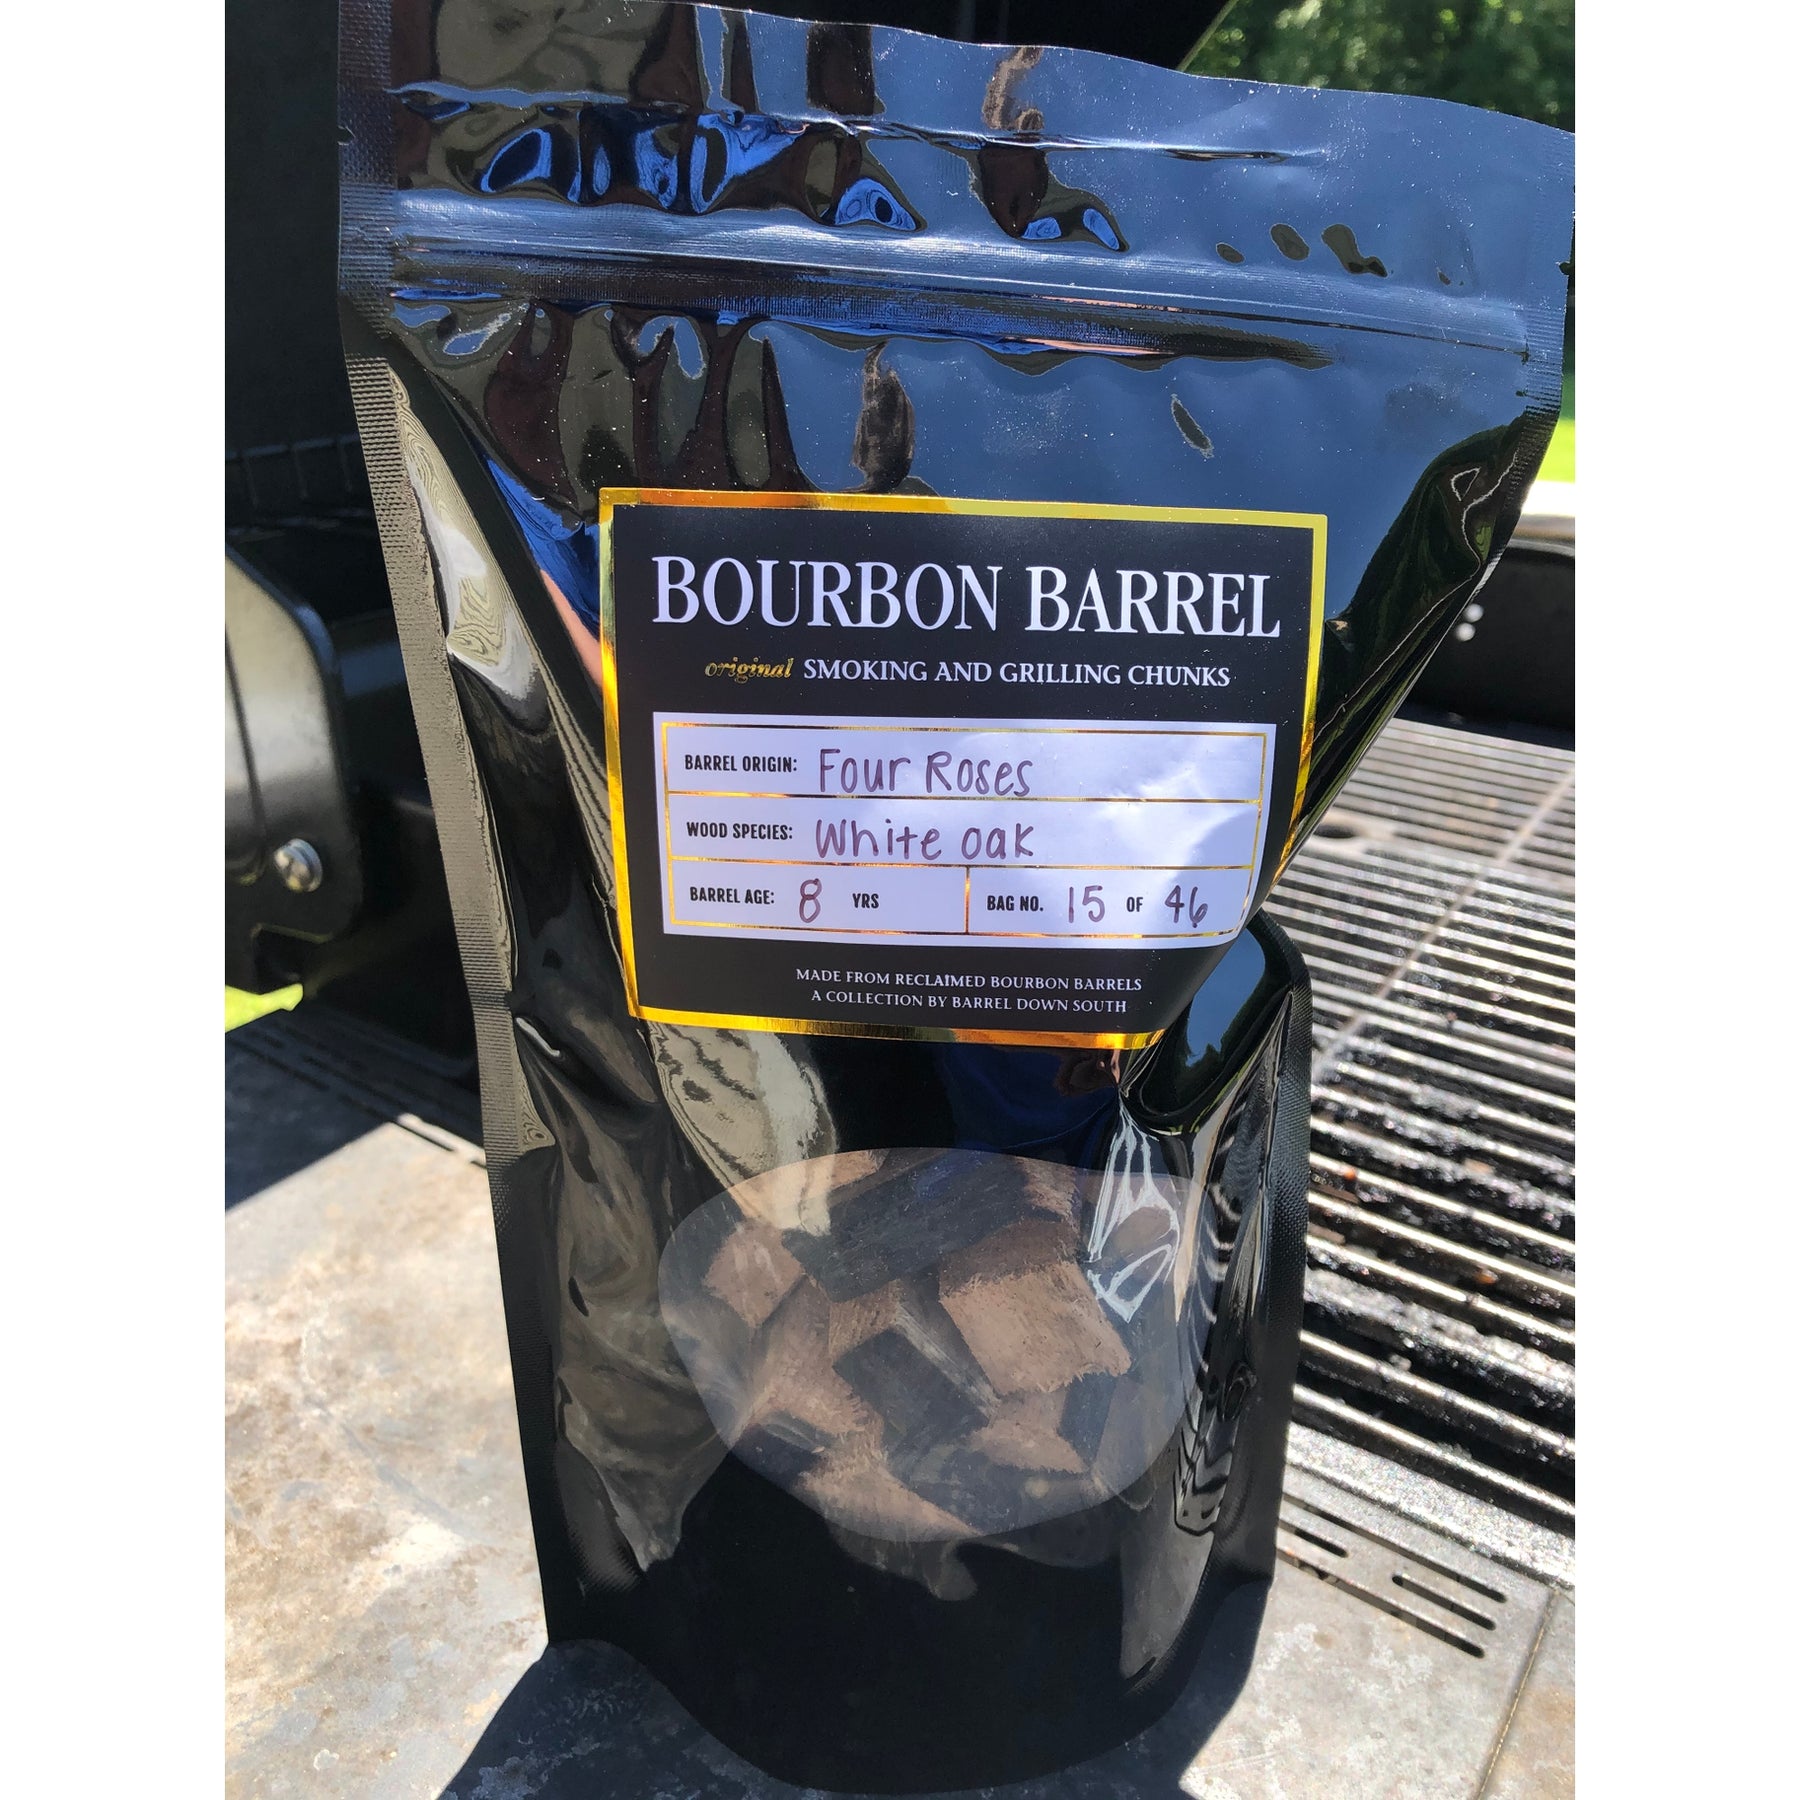 BOURBON BARREL
original SMOKING AND GRILLING CHUNKS
BARREL ORIGIN: Four Roses
WOOD SPECIES: White oak
BARREL AGE: 8 YRS BAG NO. 15 OF 46
MADE FROM RECLAIMED BOURBON BARRELS
A COLLECTION BY BARREL DOWN SOUTH